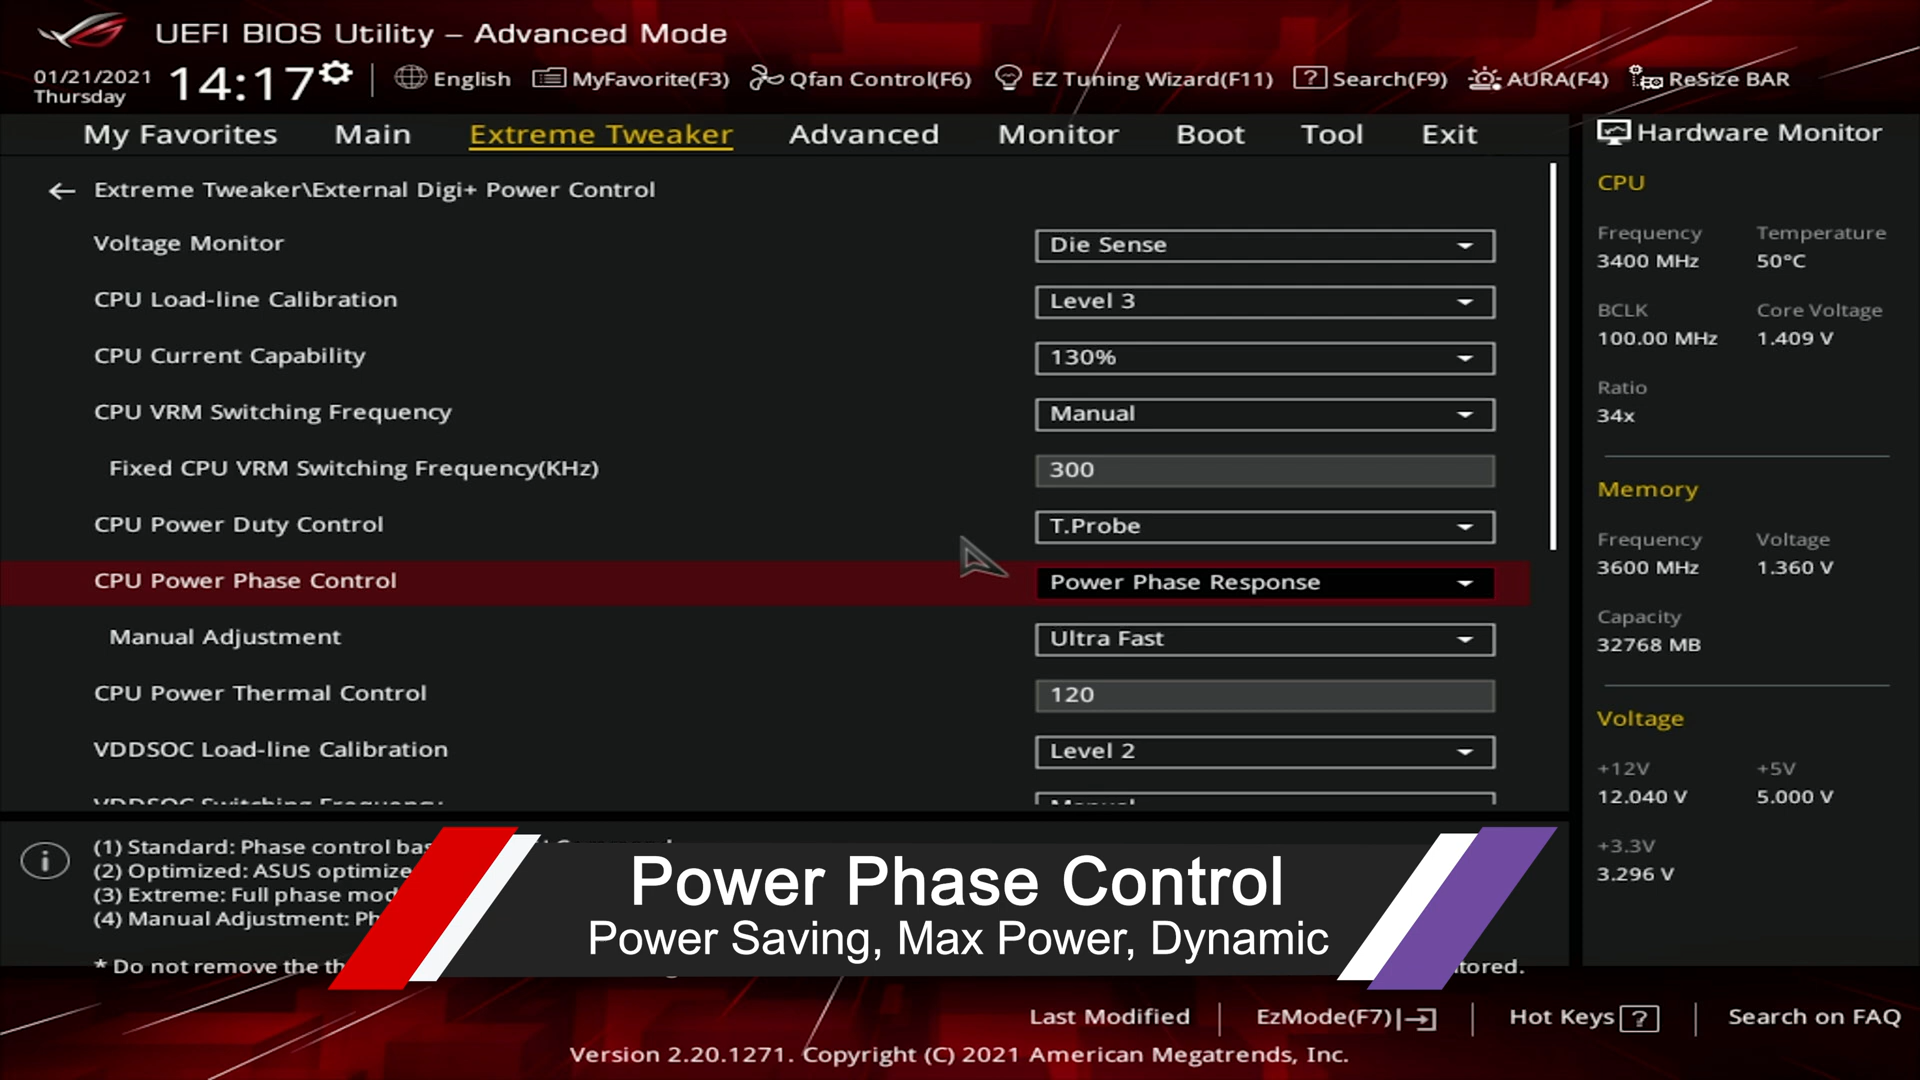 UEFI BIOS Utility – Advanced Mode
01/21/2021
Thursday
14:17
English
MyFavorite(F3)
Qfan Control(F6)
EZ Tuning Wizard(F11)
Search(F9)
AURA(F4)
ReSize BAR
My Favorites
Main
Extreme Tweaker
Advanced
Monitor
Boot
Tool
Exit
Extreme Tweaker\External Digi+ Power Control
Voltage Monitor
Die Sense
CPU Load-line Calibration
Level 3
CPU Current Capability
130%
CPU VRM Switching Frequency
Manual
Fixed CPU VRM Switching Frequency(KHz)
300
CPU Power Duty Control
T.Probe
CPU Power Phase Control
Power Phase Response
Manual Adjustment
Ultra Fast
CPU Power Thermal Control
120
VDDSOC Load-line Calibration
Level 2
VDDSOC Switching Frequency
Manual
(1) Standard: Phase control
(2) Optimized: ASUS
(3) Extreme: Full phase
(4) Manual Adjustment:
* Do not remove the
Power Phase Control
Power Saving, Max Power, Dynamic
Hardware Monitor
CPU
Frequency
Temperature
3400 MHz
50°C
BCLK
Core Voltage
100.00 MHz
1.409 V
Ratio
34x
Memory
Frequency
Voltage
3600 MHz
1.360 V
Capacity
32768 MB
Voltage
+12V
+5V
12.040 V
5.000 V
+3.3V
3.296 V
Last Modified
EzMode(F7)
Hot Keys ?
Search on FAQ
Version 2.20.1271. Copyright (C) 2021 American Megatrends, Inc.